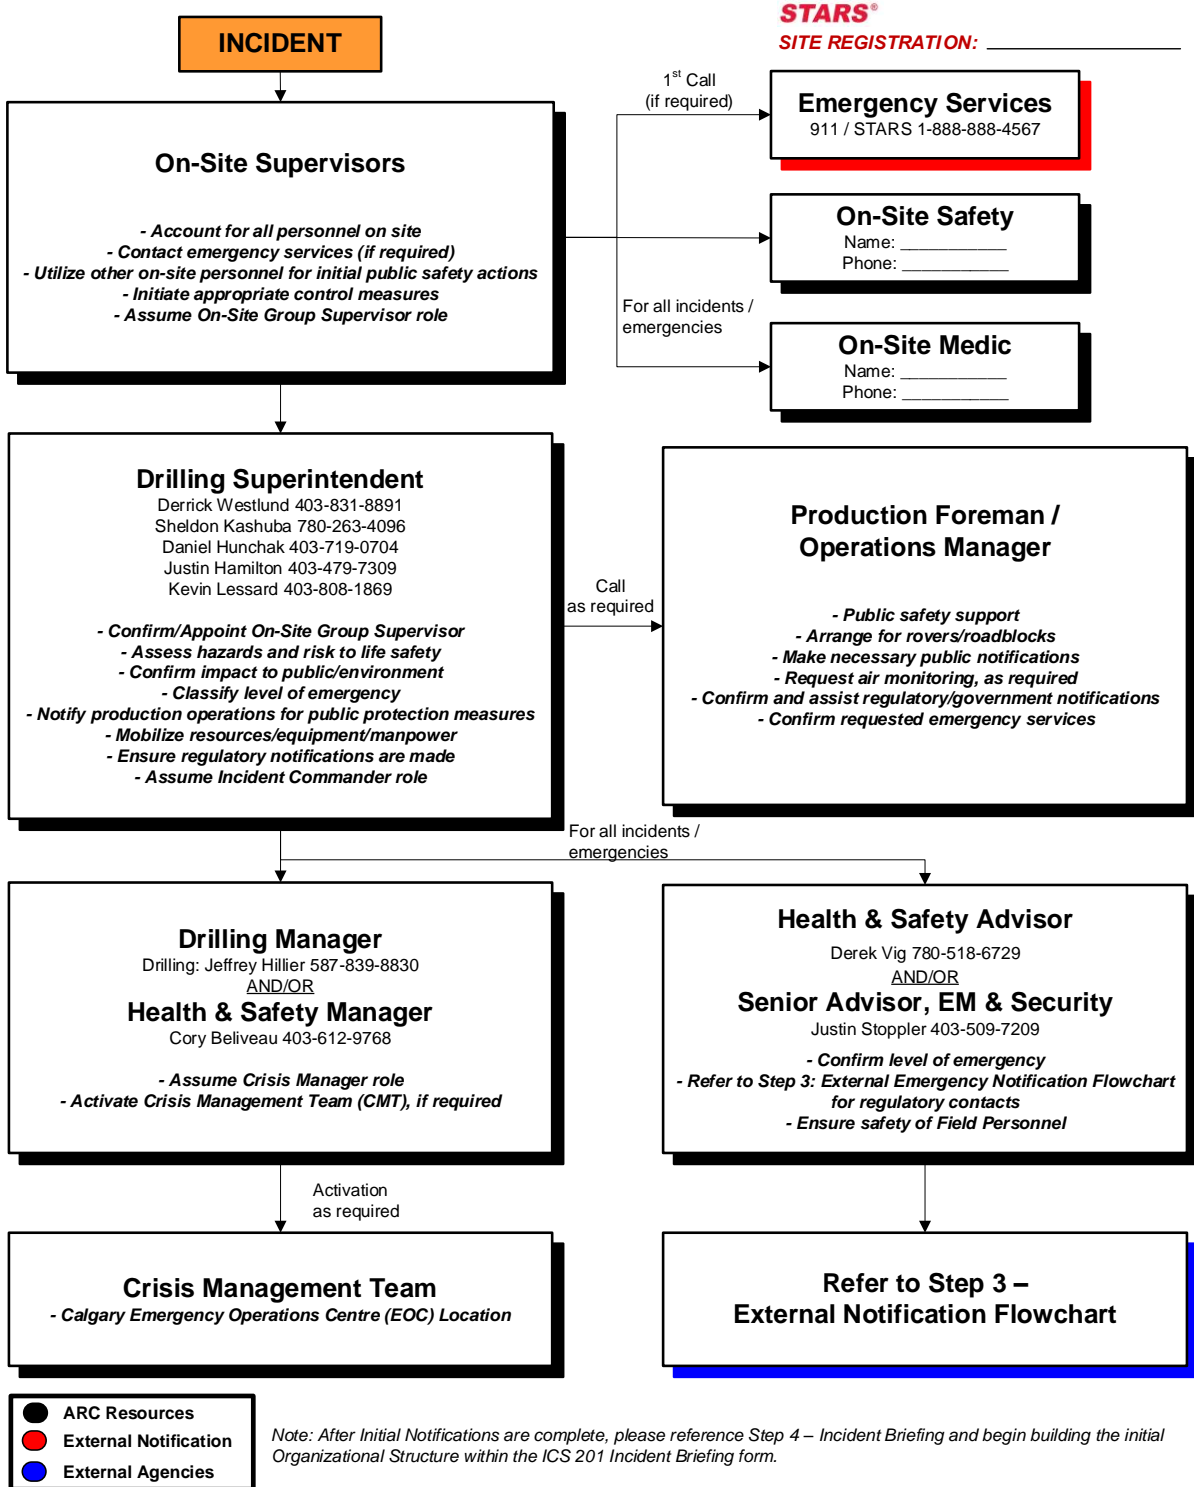 STARS®
SITE REGISTRATION: ____________________
INCIDENT
1st Call
(if required)
Emergency Services
911 / STARS 1-888-888-4567
On-Site Supervisors
- Account for all personnel on site
- Contact emergency services (if required)
- Utilize other on-site personnel for initial public safety actions
- Initiate appropriate control measures
- Assume On-Site Group Supervisor role
On-Site Safety
Name: ___________
Phone: ___________
For all incidents /
emergencies
On-Site Medic
Name: ___________
Phone: ___________
Drilling Superintendent
Derrick Westlund 403-831-8891
Sheldon Kashuba 780-263-4096
Daniel Hunchak 403-719-0704
Justin Hamilton 403-479-7309
Kevin Lessard 403-808-1869
- Confirm/Appoint On-Site Group Supervisor
- Assess hazards and risk to life safety
- Confirm impact to public/environment
- Classify level of emergency
- Notify production operations for public protection measures
- Mobilize resources/equipment/manpower
- Ensure regulatory notifications are made
- Assume Incident Commander role
Call
as required
Production Foreman /
Operations Manager
- Public safety support
- Arrange for rovers/roadblocks
- Make necessary public notifications
- Request air monitoring, as required
- Confirm and assist regulatory/government notifications
- Confirm requested emergency services
For all incidents /
emergencies
Drilling Manager
Drilling: Jeffrey Hillier 587-839-8830
AND/OR
Health & Safety Manager
Cory Beliveau 403-612-9768
- Assume Crisis Manager role
- Activate Crisis Management Team (CMT), if required
Health & Safety Advisor
Derek Vig 780-518-6729
AND/OR
Senior Advisor, EM & Security
Justin Stoppler 403-509-7209
- Confirm level of emergency
- Refer to Step 3: External Emergency Notification Flowchart
for regulatory contacts
- Ensure safety of Field Personnel
Activation
as required
Crisis Management Team
- Calgary Emergency Operations Centre (EOC) Location
Refer to Step 3 –
External Notification Flowchart
ARC Resources
External Notification
External Agencies
Note: After Initial Notifications are complete, please reference Step 4 – Incident Briefing and begin building the initial
Organizational Structure within the ICS 201 Incident Briefing form.